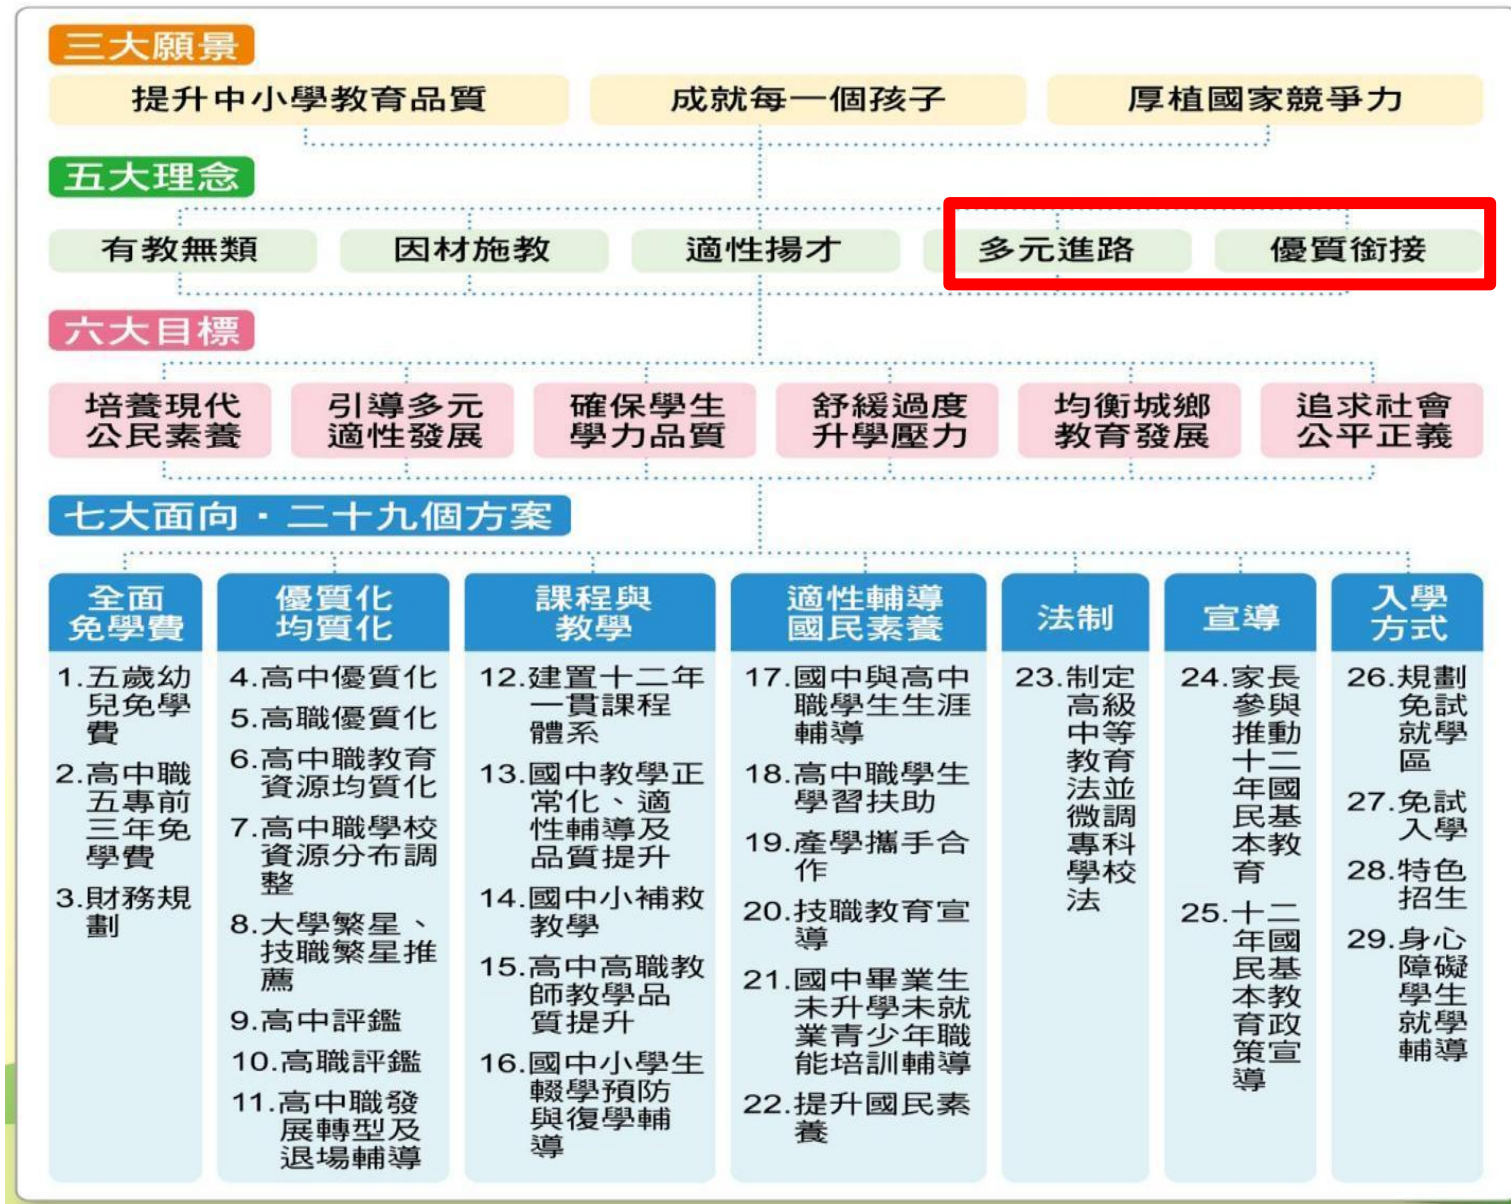 三大願景
提升中小學教育品質 成就每一個孩子 厚植國家競爭力
五大理念
有教無類 因材施教 適性揚才 多元進路 優質銜接
六大目標
培養現代
公民素養
引導多元
適性發展
確保學生
學力品質
舒緩過度
升學壓力
均衡城鄉
教育發展
追求社會
公平正義
七大面向・二十九個方案
全面
免學費
1.五歲幼
兒免學
費
2.高中職
五專前
三年免
學費
3.財務規
劃
優質化
均質化
4.高中優質化
5.高職優質化
6.高中職教育
資源均質化
7.高中職學校
資源分布調
整
8.大學繁星、
技職繁星推
薦
9.高中評鑑
10.高職評鑑
11.高中職發
展轉型及
退場輔導
課程與
教學
12.建置十二年
一貫課程
體系
13.國中教學正
常化、適
性輔導及
品質提升
14.國中小補救
教學
15.高中高職教
師教學品
質提升
16.國中小學生
輟學預防
與復學輔
導
適性輔導
國民素養
17.國中與高中
職學生生涯
輔導
18.高中職學生
學習扶助
19.產學攜手合
作
20.技職教育宣
導
21.國中畢業生
未升學未就
業青少年職
能培訓輔導
22.提升國民素
養
法制
23.制定
高級
中等
教育
法並
微調
專科
學校
法
宣導
24.家長
參與
推動
十二
年國
民基
本教
育
25.十二
年國
民基
本教
育政
策宣
導
入學
方式
26.規劃
免試
就學
區
27.免試
入學
28.特色
招生
29.身心
障礙
學生
就學
輔導